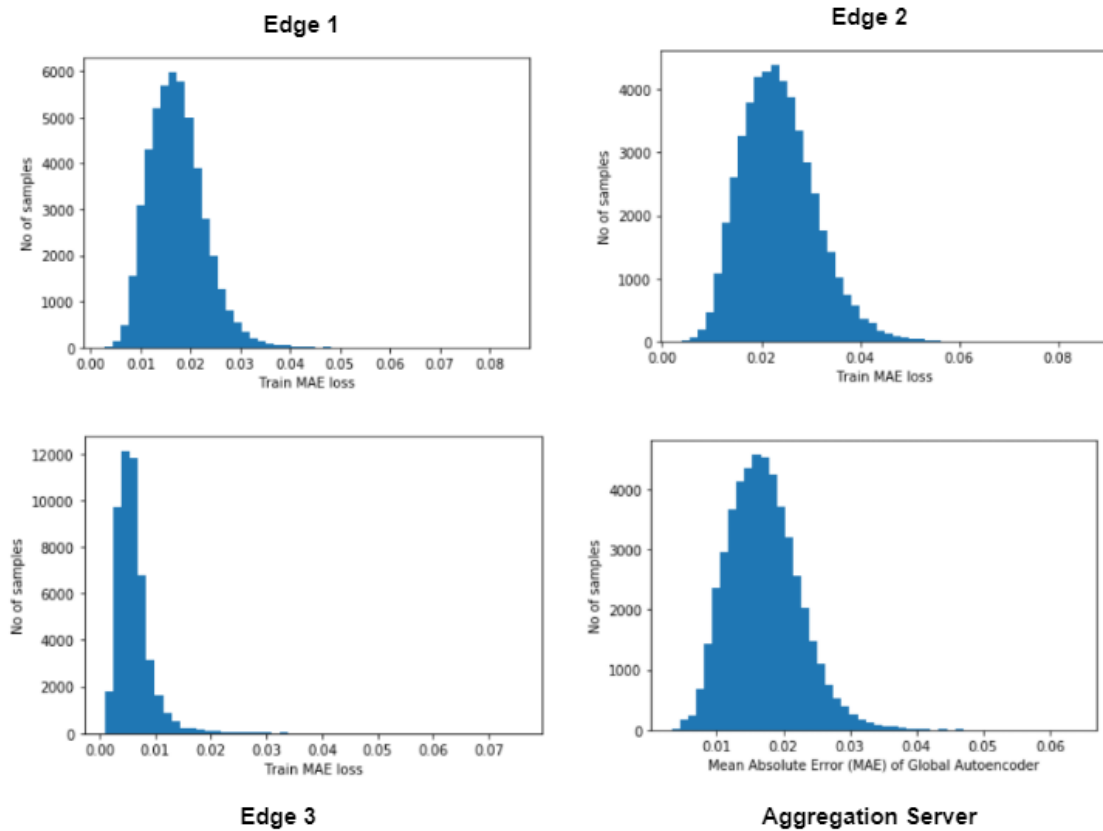 Edge 1
6000
5000
4000
3000
2000
1000
0
No of samples
0.00 0.01 0.02 0.03 0.04 0.05 0.06 0.07 0.08
Train MAE loss
Edge 2
4000
3000
2000
1000
0
No of samples
0.00 0.02 0.04 0.06 0.08
Train MAE loss
12000
10000
8000
6000
4000
2000
0
No of samples
0.00 0.01 0.02 0.03 0.04 0.05 0.06 0.07
Train MAE loss
Edge 3
4000
3000
2000
1000
0
No of samples
0.01 0.02 0.03 0.04 0.05 0.06
Mean Absolute Error (MAE) of Global Autoencoder
Aggregation Server